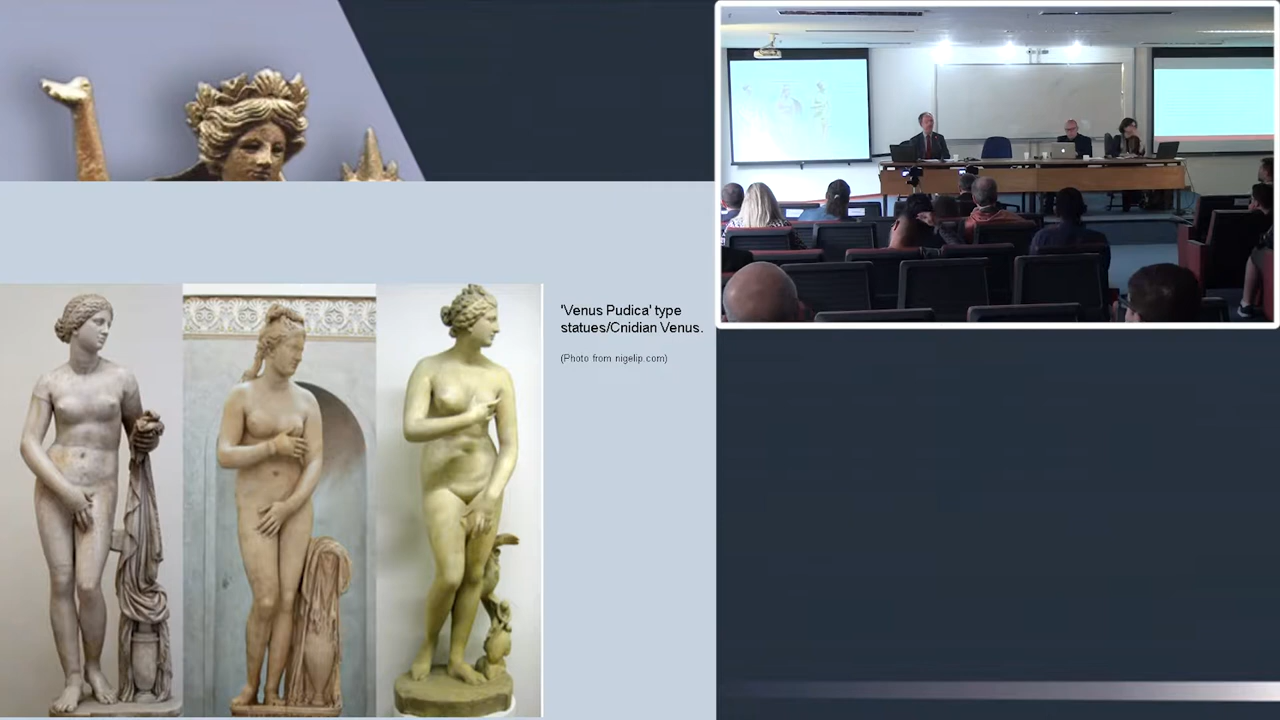 'Venus Pudica' type
statues/Cnidian Venus.
(Photo from nigelip.com)